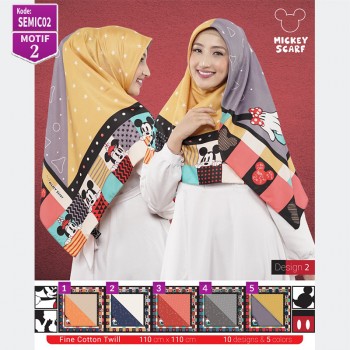 Kode:
SEMIC02
MOTIF
2
MICKEY
SCARF
Design 2
1
2
3
4
5
Fine Cotton Twill
110 cm x 110 cm
10 designs & 5 colors